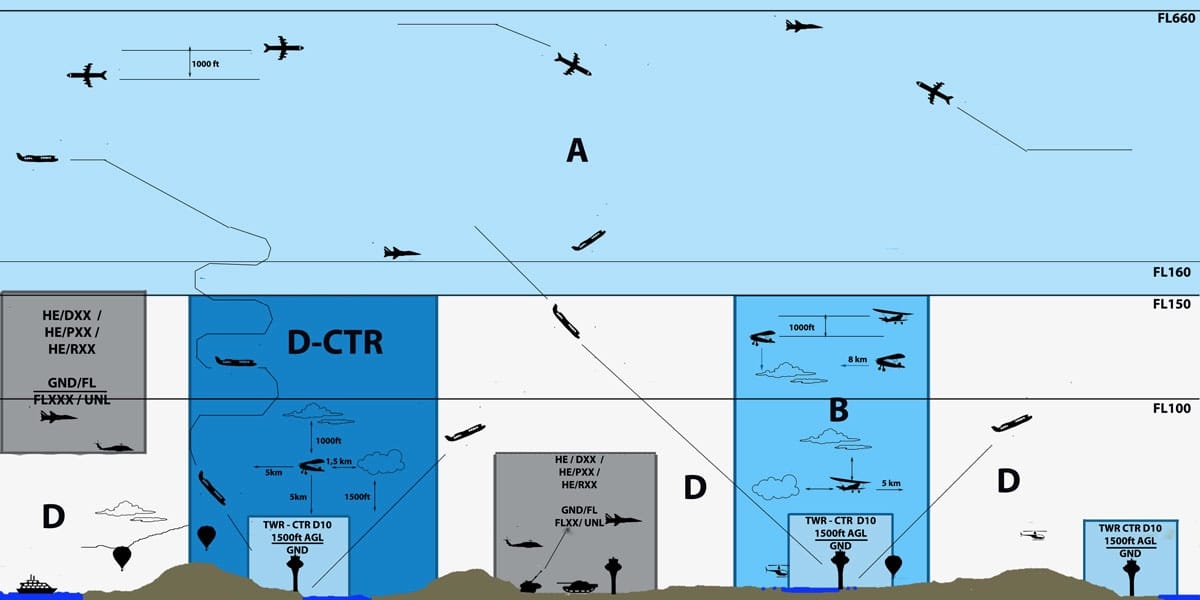 FL660
1000 ft
A
FL160
FL150
HE/DXX /
HE/PXX /
HE/RXX
GND/FL
FLXXX / UNL
D-CTR
1000ft
8 km
B
FL100
1000ft
1,5 km
5km
5km
1500ft
HE / DXX /
HE/PXX /
HE/RXX
GND/FL
FLXX/ UNL
5 km
D
D
D
TWR - CTR D10
1500ft AGL
GND
TWR - CTR D10
1500ft AGL
GND
TWR CTR D10
1500ft AGL
GND